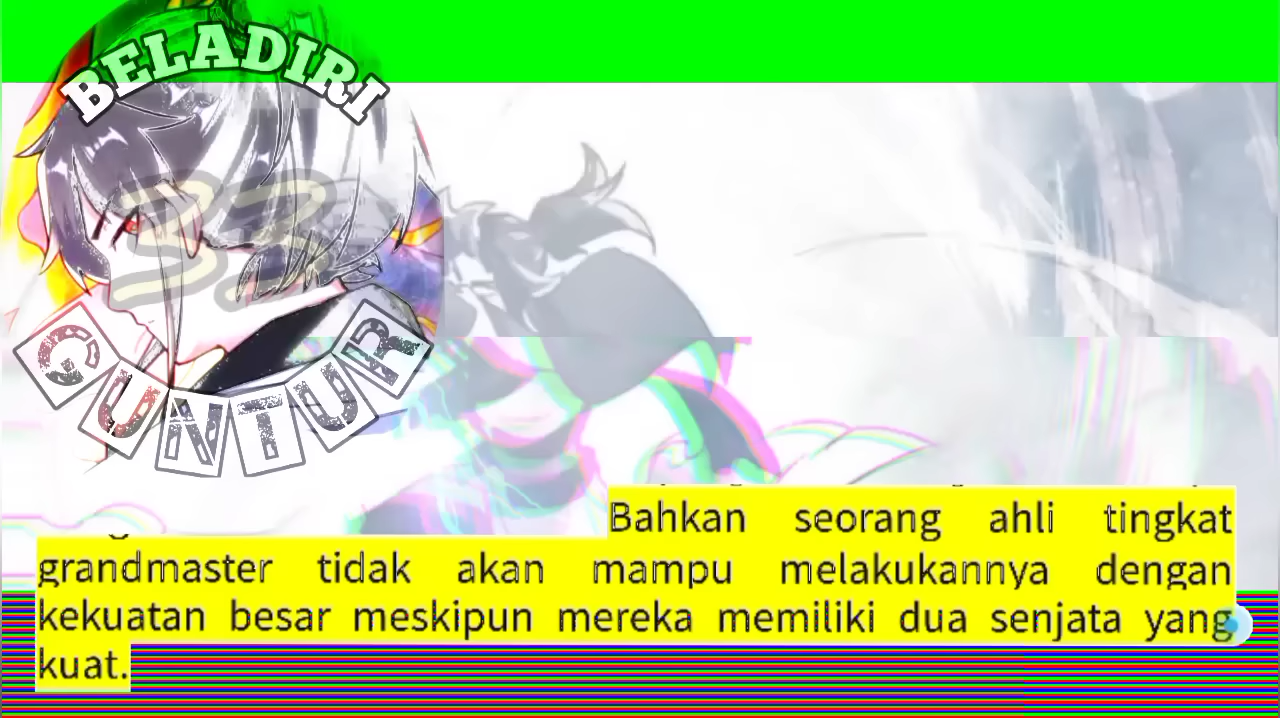 BELADIRI
33
GUNTUR
Bahkan seorang ahli tingkat
grandmaster tidak akan mampu melakukannya dengan
kekuatan besar meskipun mereka memiliki dua senjata yang
kuat.